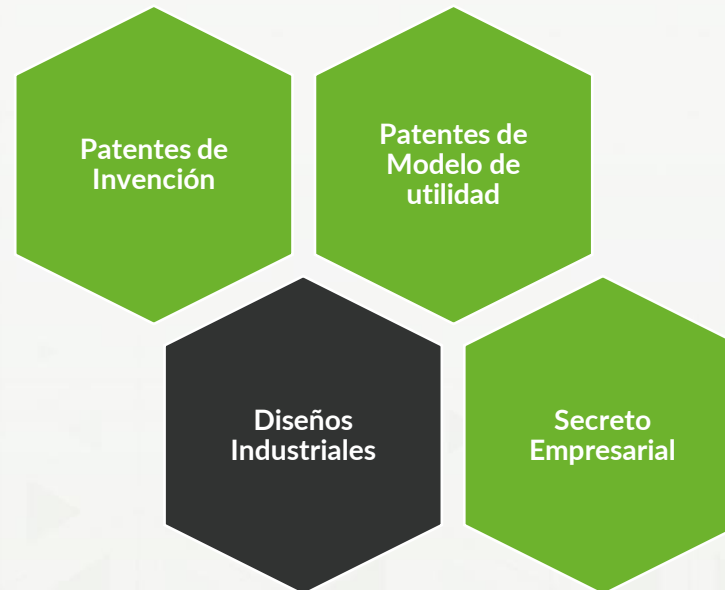 Patentes de
Invención
Patentes de
Modelo de
utilidad
Diseños
Industriales
Secreto
Empresarial